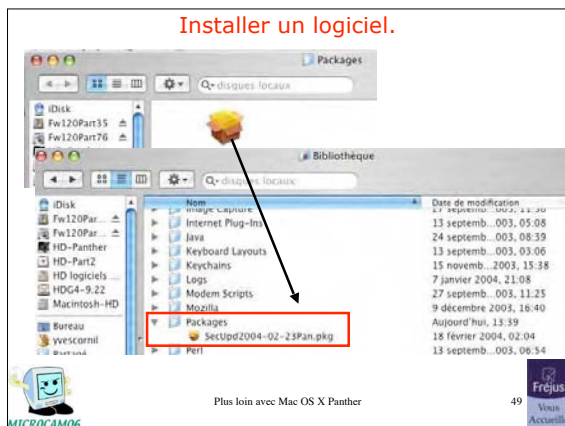 Installer un logiciel.
Packages
Q- disques locaux
iDisk
Fw120Part35
Fw120Part76
Bibliothèque
Q- disques locaux
Nom
Date de modification
iDisk
Image Capture
Fw120Par...
Internet Plug-Ins
13 septemb...003, 05:08
Fw120Par...
Java
24 septemb...003, 08:39
HD-Panther
Keyboard Layouts
13 septemb...003, 03:06
HD-Part2
Keychains
15 novemb...2003, 15:38
HD logiciels ...
Logs
7 janvier 2004, 21:08
HDG4-9.22
Modem Scripts
27 septemb...003, 11:25
Macintosh-HD
Mozilla
9 décembre 2003, 16:40
Bureau
Packages
Aujourd'hui, 13:39
yvescornil
SecUpd2004-02-23Pan.pkg
18 février 2004, 02:04
Partagé
Perl
13 septemb...003, 06:54
MICROCAM06
Plus loin avec Mac OS X Panther
49
Fréjus
Vous
Accueille